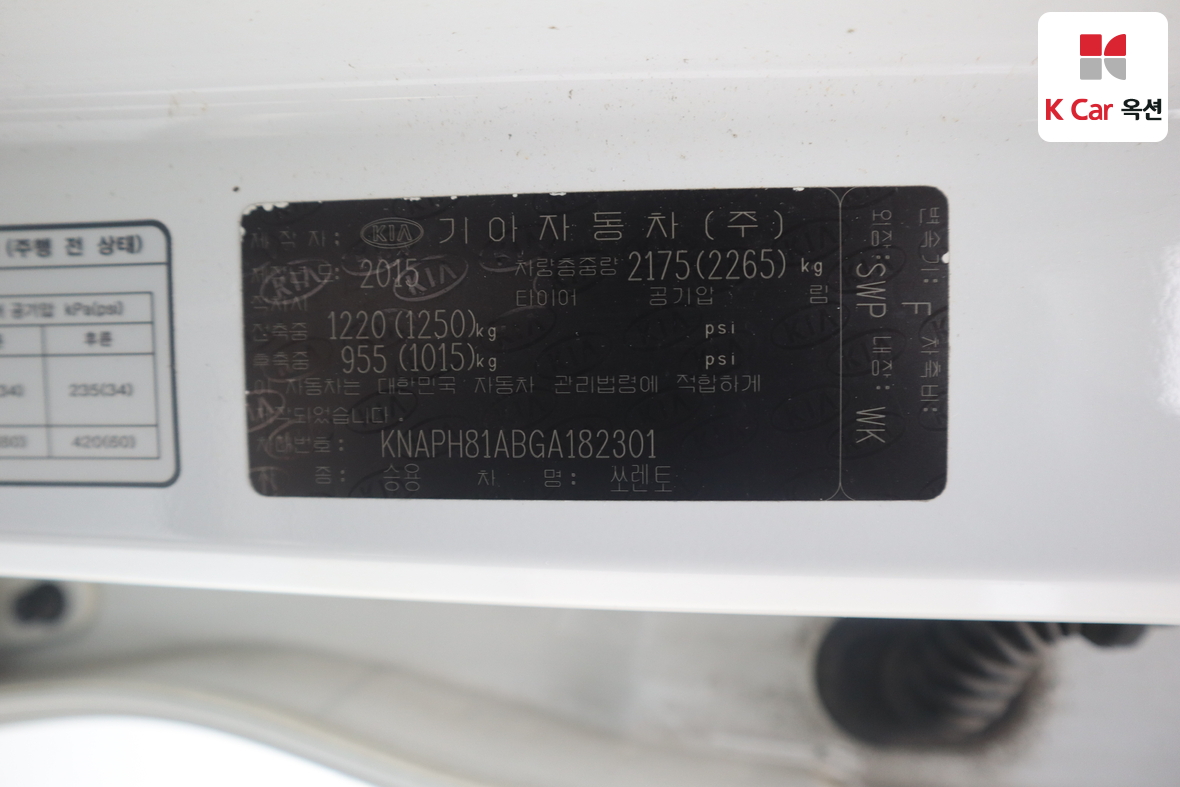 K Car 옥션
(주행 전 상태)
공기압 kPa(psi)
후륜
235(34)
420(60)
제작자: KIA 기아자동차(주)
2015 차량총중량 2175(2265) kg
타이어 공기압 림
전축중 1220(1250)kg psi
후축중 955(1015)kg psi
이 자동차는 대한민국 자동차 관리법령에 적합하게
제작되었습니다.
차대번호: KNAPH81ABGA182301
종: 승용 차 명: 쏘렌토
변속기: F 차축비:
외장:SWP 내장: WK